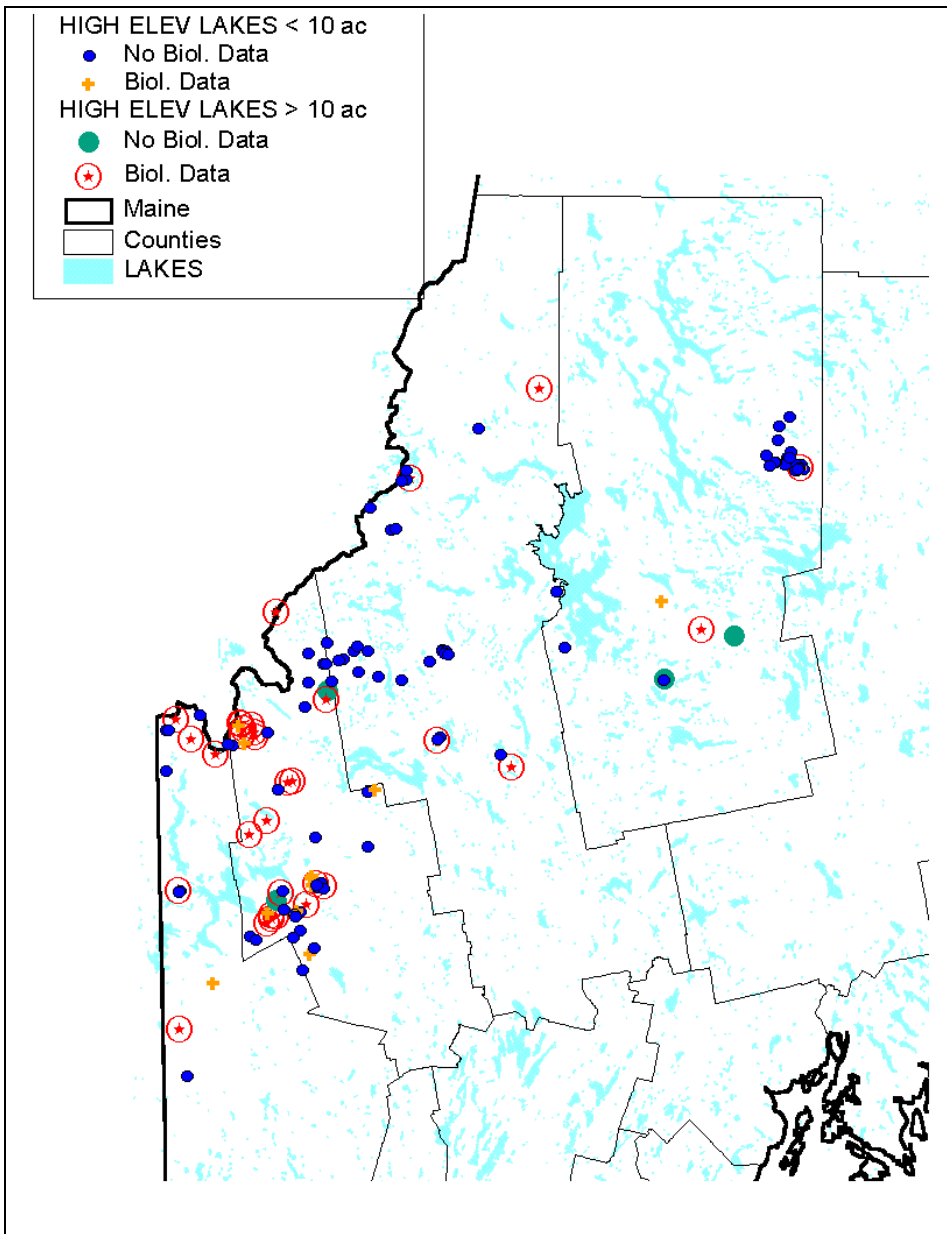 HIGH ELEV LAKES < 10 ac
No Biol. Data
Biol. Data
HIGH ELEV LAKES > 10 ac
No Biol. Data
Biol. Data
Maine
Counties
LAKES